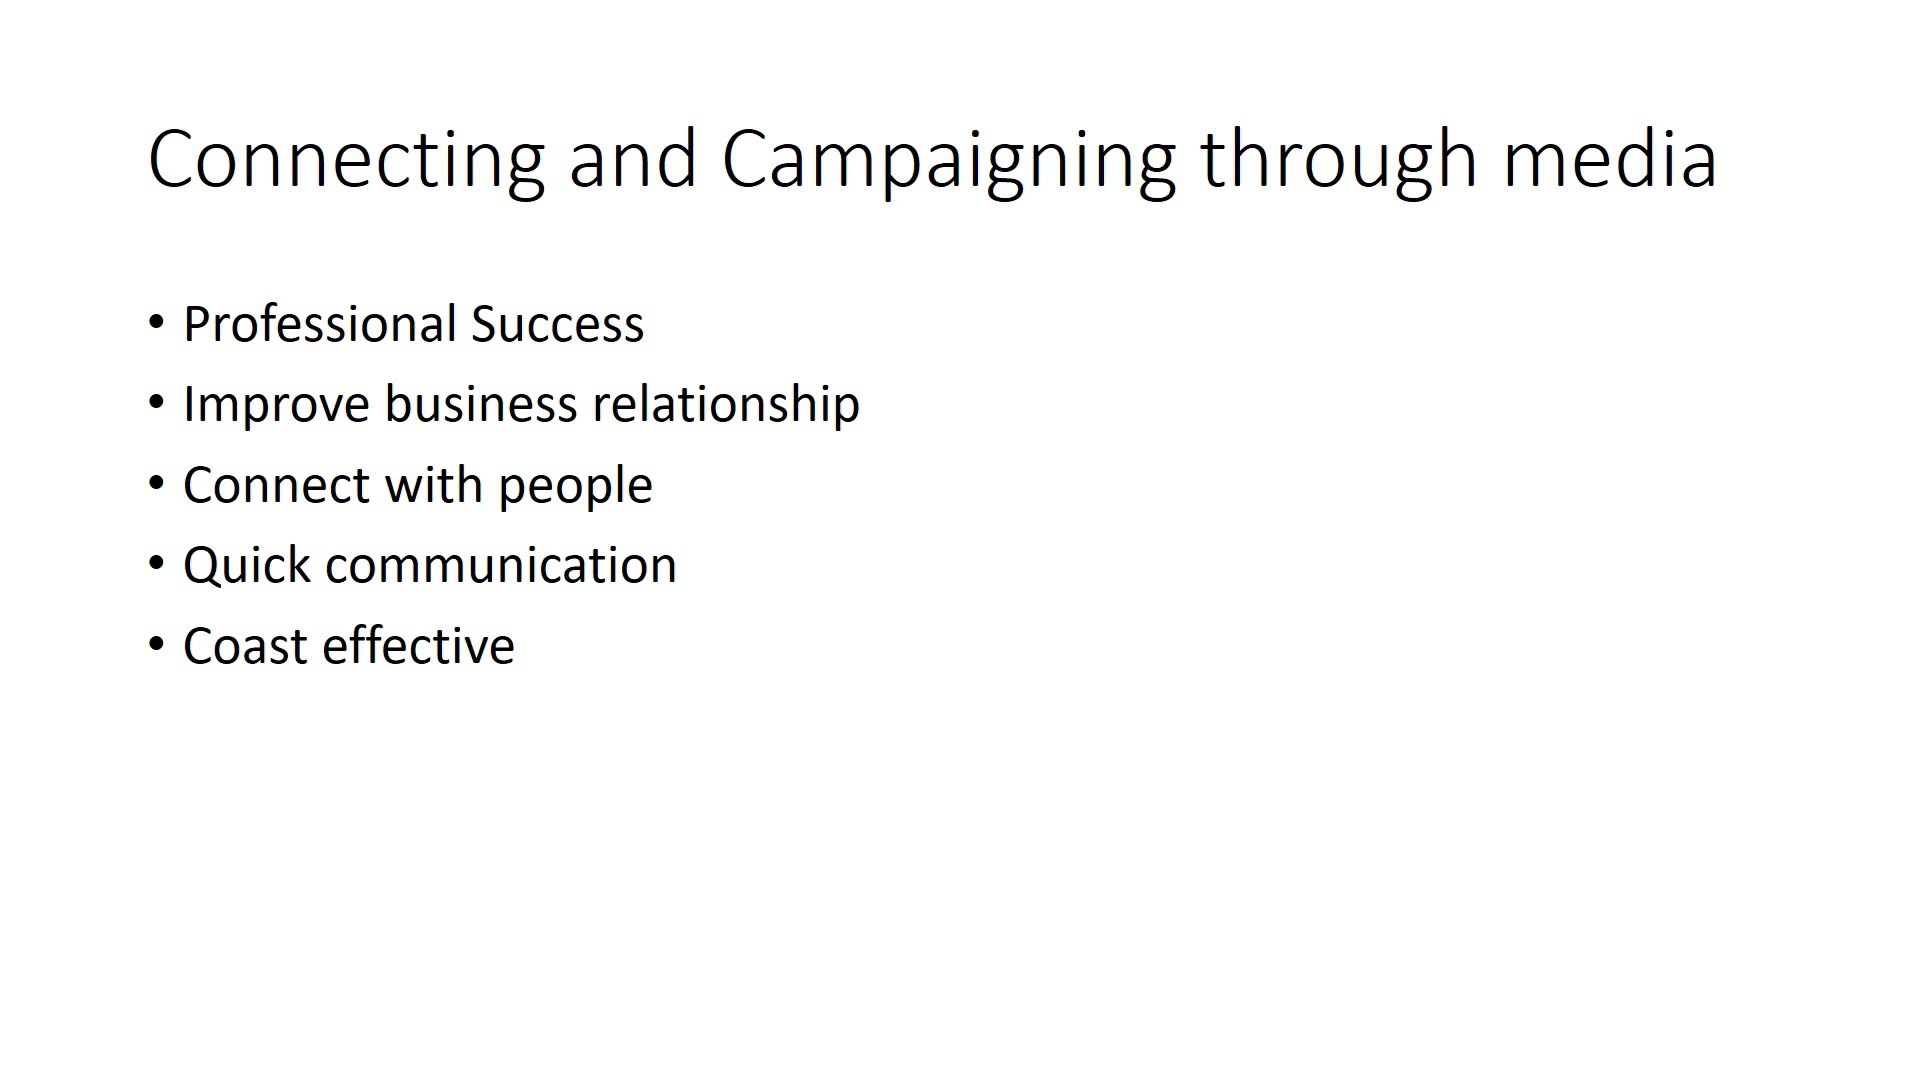 Connecting and Campaigning through media
• Professional Success
• Improve business relationship
• Connect with people
• Quick communication
• Coast effective